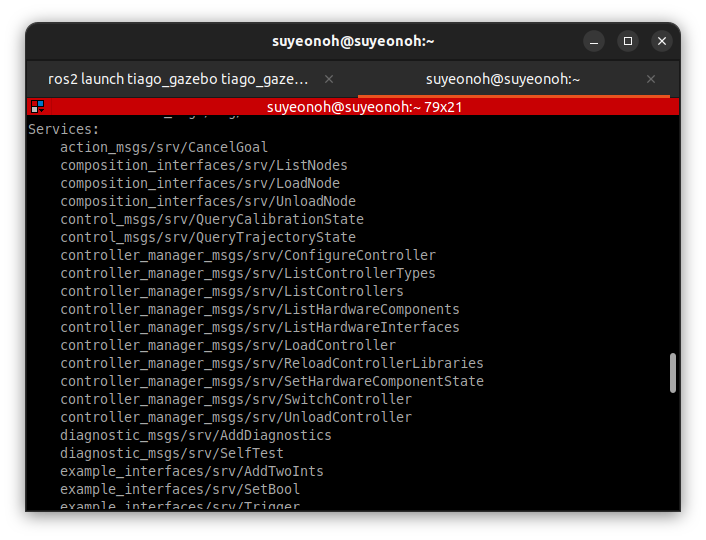 suyeonoh@suyeonoh:~
ros2 launch tiago_gazebo tiago_gaze…
suyeonoh@suyeonoh:~
suyeonoh@suyeonoh:~ 79x21
Services:
action_msgs/srv/CancelGoal
composition_interfaces/srv/ListNodes
composition_interfaces/srv/LoadNode
composition_interfaces/srv/UnloadNode
control_msgs/srv/QueryCalibrationState
control_msgs/srv/QueryTrajectoryState
controller_manager_msgs/srv/ConfigureController
controller_manager_msgs/srv/ListControllerTypes
controller_manager_msgs/srv/ListControllers
controller_manager_msgs/srv/ListHardwareComponents
controller_manager_msgs/srv/ListHardwareInterfaces
controller_manager_msgs/srv/LoadController
controller_manager_msgs/srv/ReloadControllerLibraries
controller_manager_msgs/srv/SetHardwareComponentState
controller_manager_msgs/srv/SwitchController
controller_manager_msgs/srv/UnloadController
diagnostic_msgs/srv/AddDiagnostics
diagnostic_msgs/srv/SelfTest
example_interfaces/srv/AddTwoInts
example_interfaces/srv/SetBool
example_interfaces/srv/Trigger